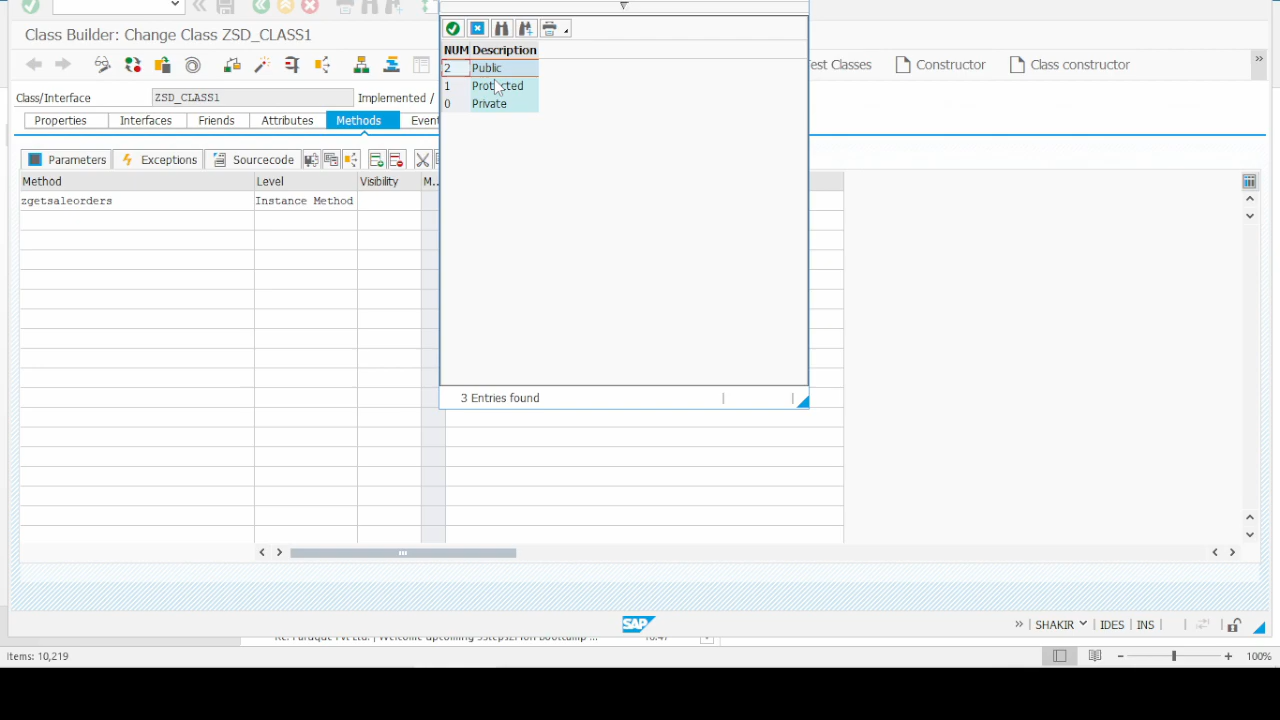 Class Builder: Change Class ZSD_CLASS1
est Classes
Constructor
Class constructor
»
Class/Interface
ZSD_CLASS1
Implemented /
Properties
Interfaces
Friends
Attributes
Methods
Event
Parameters
Exceptions
Sourcecode
Method
Level
Visibility
M..
zgetsaleorders
Instance Method
NUM Description
2 Public
1 Protected
0 Private
3 Entries found
SAP
» SHAKIR IDES INS
Items: 10,219
100%